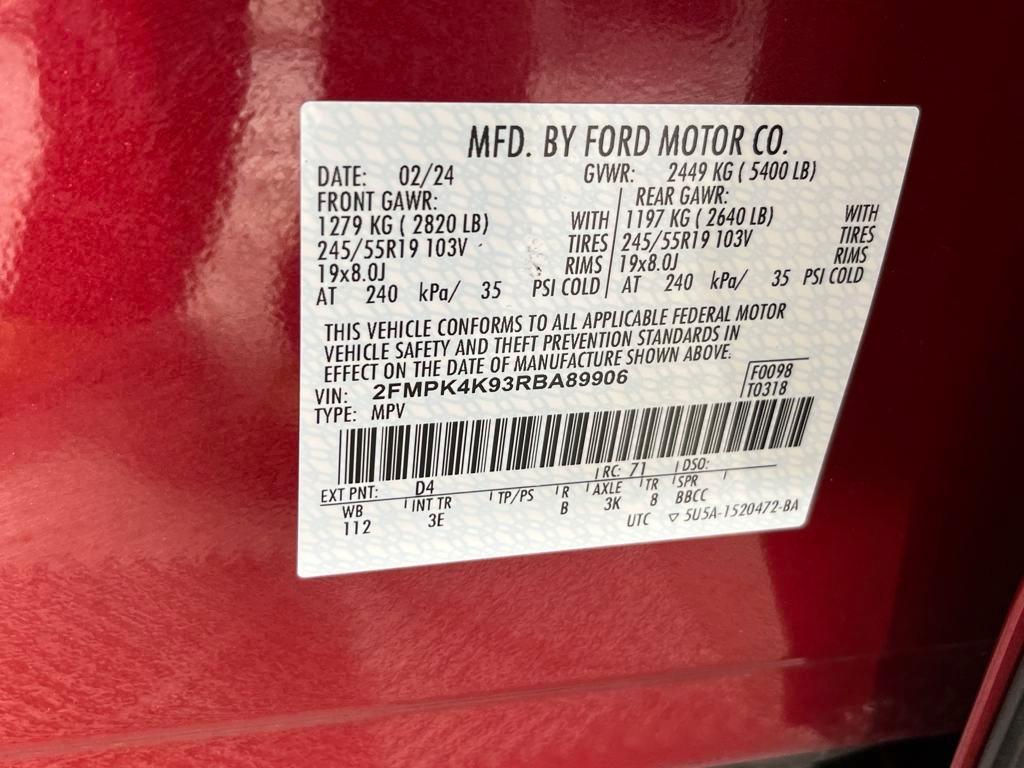 MFD. BY FORD MOTOR CO.
DATE: 02/24 GVWR: 2449 KG ( 5400 LB)
FRONT GAWR: REAR GAWR:
1279 KG ( 2820 LB) WITH 1197 KG ( 2640 LB) WITH
245/55R19 103V TIRES 245/55R19 103V TIRES
19x8.0J RIMS 19x8.0J RIMS
AT 240 kPa/ 35 PSI COLD AT 240 kPa/ 35 PSI COLD
THIS VEHICLE CONFORMS TO ALL APPLICABLE FEDERAL MOTOR
VEHICLE SAFETY AND THEFT PREVENTION STANDARDS IN
EFFECT ON THE DATE OF MANUFACTURE SHOWN ABOVE.
VIN: 2FMPK4K93RBA89906 F0098
TYPE: MPV T0318
EXT PNT: D4 RC: 71 DSO:
WB INT TR TP/PS R AXLE TR SPR
112 3E B 3K 8 BBCC
UTC ▽ 5U5A-1520472-BA